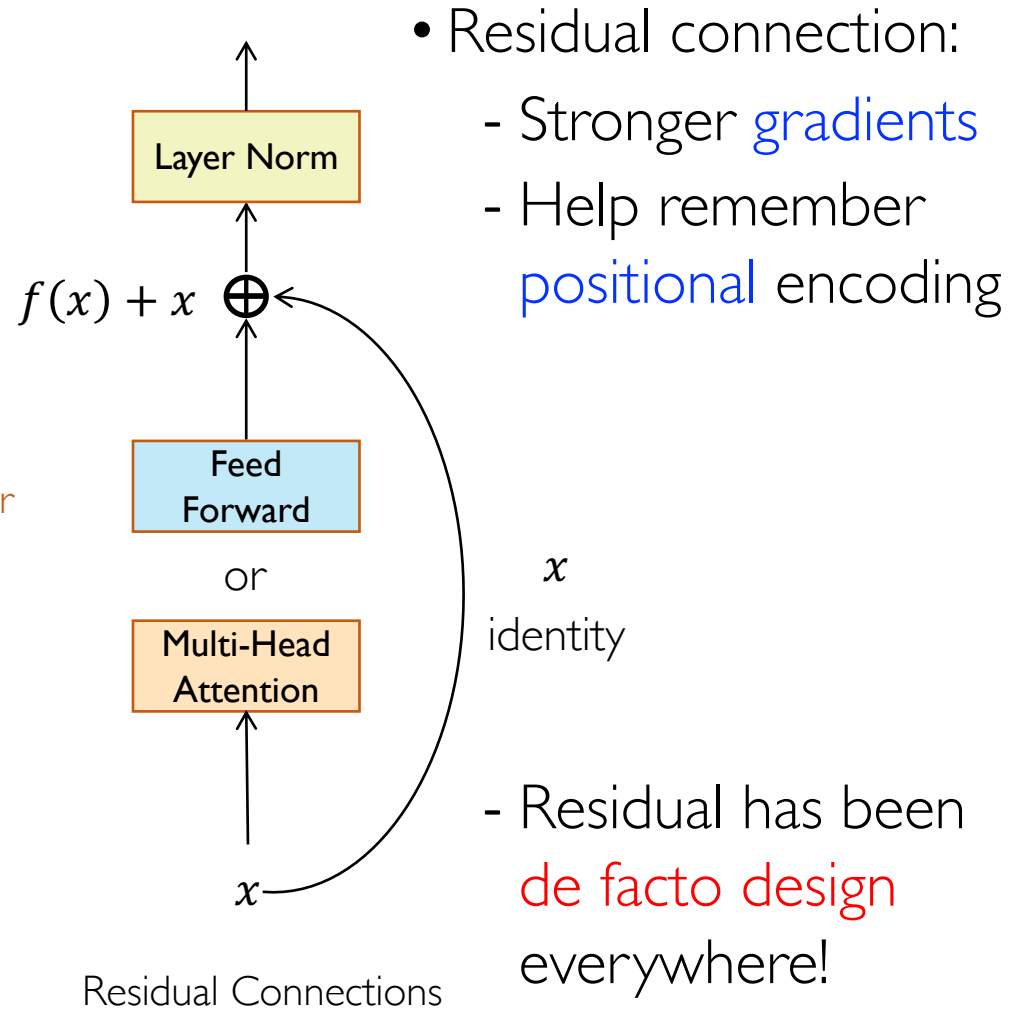 • Residual connection:
- Stronger gradients
- Help remember
positional encoding
Layer Norm
f(x) + x
Feed
Forward
r
or
Multi-Head
Attention
x
identity
x
- Residual has been
de facto design
everywhere!
Residual Connections